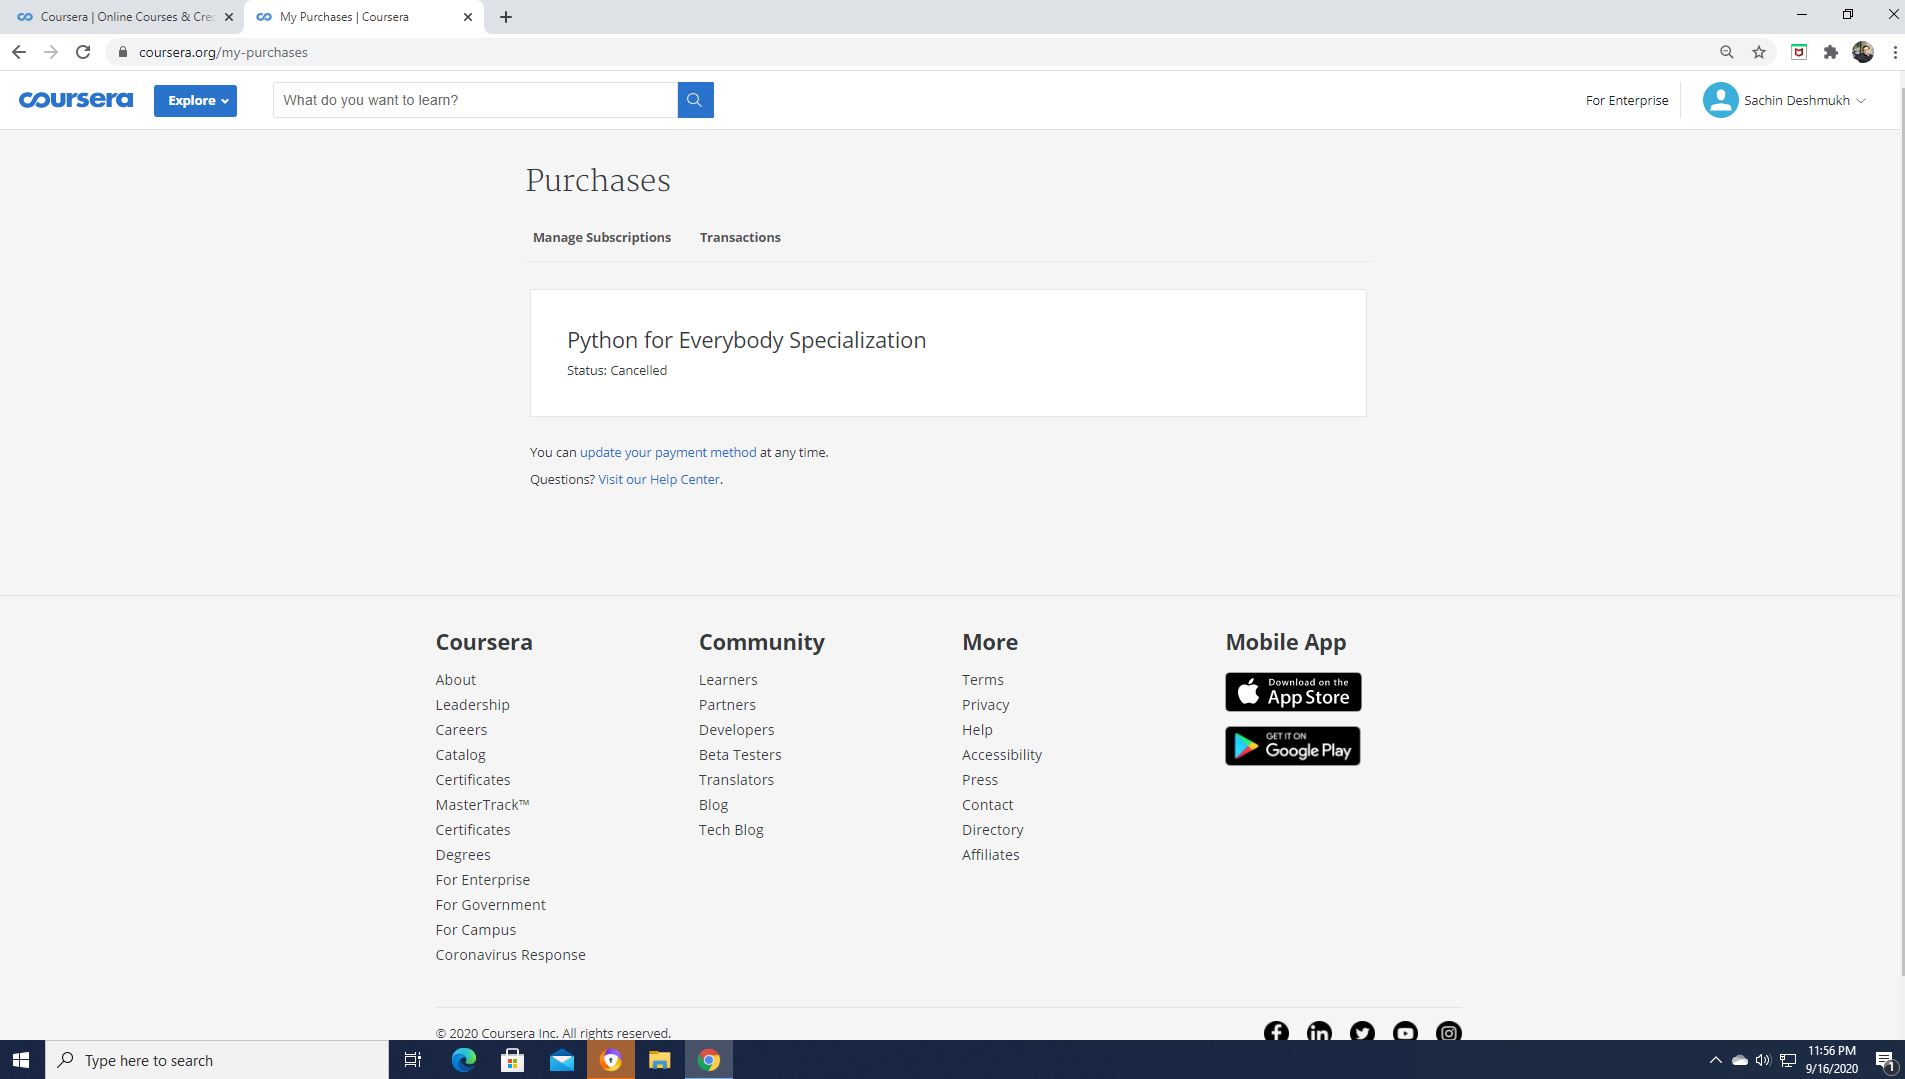 Coursera | Online Courses & Crec
My Purchases | Coursera
coursera.org/my-purchases
coursera
Explore
What do you want to learn?
For Enterprise
Sachin Deshmukh
Purchases
Manage Subscriptions
Transactions
Python for Everybody Specialization
Status: Cancelled
You can update your payment method at any time.
Questions? Visit our Help Center.
Coursera
About
Leadership
Careers
Catalog
Certificates
MasterTrack™
Certificates
Degrees
For Enterprise
For Government
For Campus
Coronavirus Response
Community
Learners
Partners
Developers
Beta Testers
Translators
Blog
Tech Blog
More
Terms
Privacy
Help
Accessibility
Press
Contact
Directory
Affiliates
Mobile App
Download on the
App Store
GET IT ON
Google Play
© 2020 Coursera Inc. All rights reserved.
Type here to search
11:56 PM
9/16/2020
1